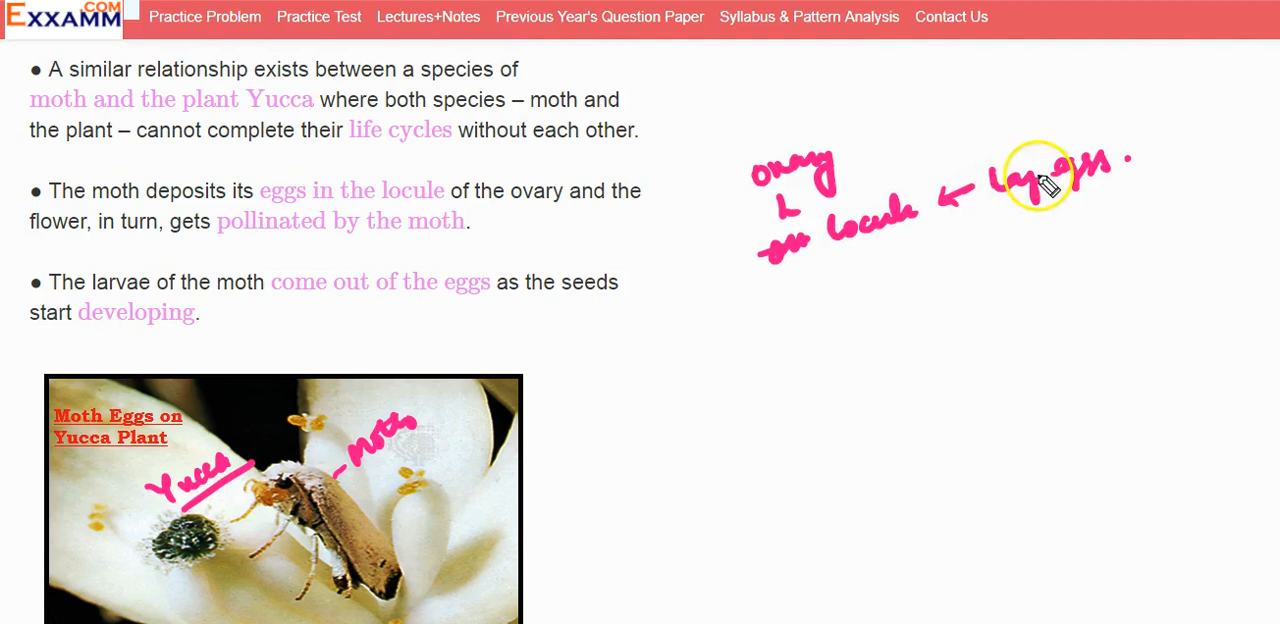 EXXAMM
.COM
Practice Problem Practice Test Lectures+Notes Previous Year's Question Paper Syllabus & Pattern Analysis Contact Us
● A similar relationship exists between a species of
moth and the plant Yucca where both species – moth and
the plant – cannot complete their life cycles without each other.
● The moth deposits its eggs in the locule of the ovary and the
flower, in turn, gets pollinated by the moth.
● The larvae of the moth come out of the eggs as the seeds
start developing.
ovary
locule ← lay eggs.
Moth Eggs on
Yucca Plant
Yucca
Moth